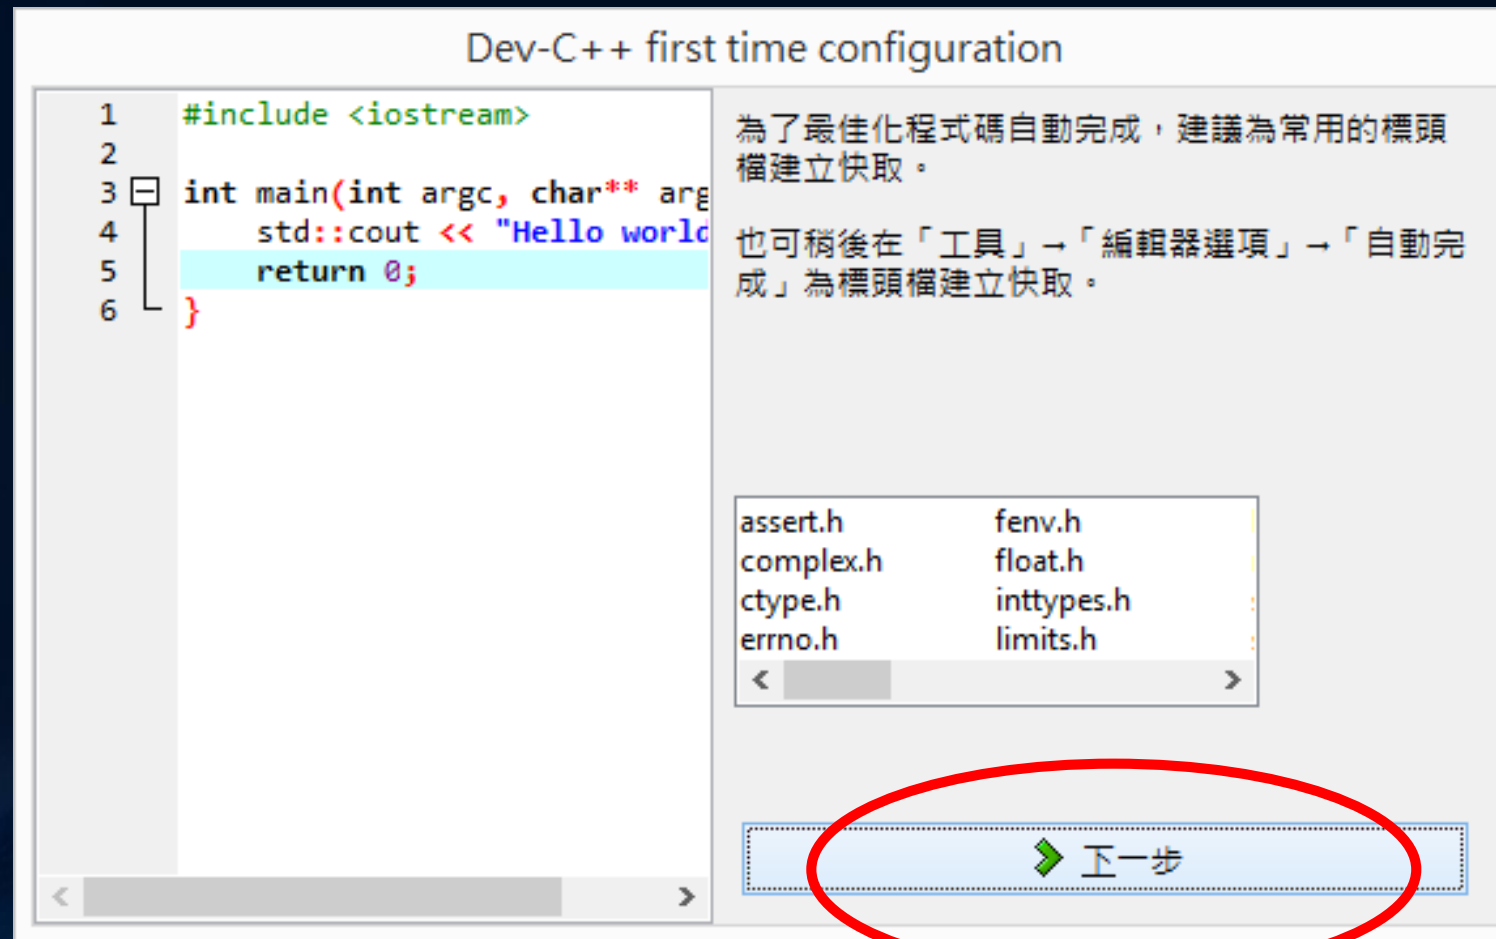 Dev-C++ first time configuration
1 #include <iostream>
2
3 int main(int argc, char** arg
4 std::cout << "Hello world
5 return 0;
6 }
為了最佳化程式碼自動完成，建議為常用的標頭
檔建立快取。
也可稍後在「工具」→「編輯器選項」→「自動完
成」為標頭檔建立快取。
assert.h fenv.h
complex.h float.h
ctype.h inttypes.h
errno.h limits.h
下一步